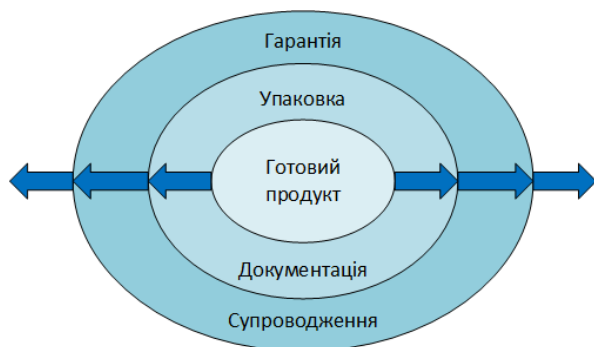 Гарантія
Упаковка
Готовий
продукт
Документація
Супроводження